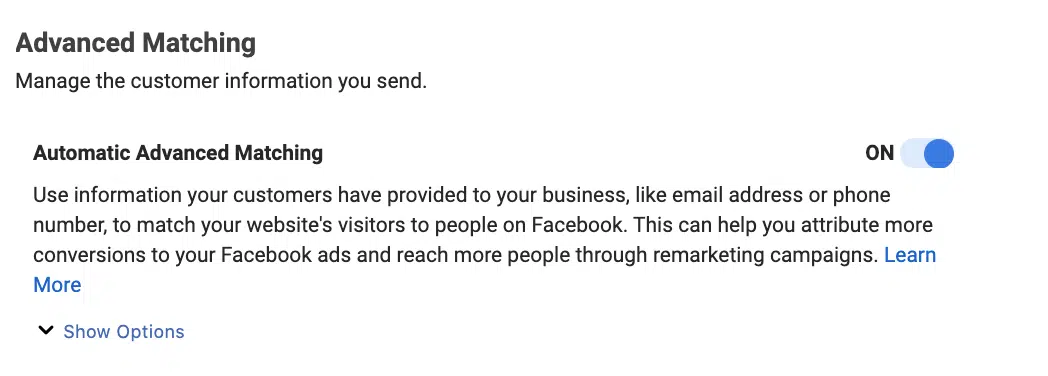 Advanced Matching
Manage the customer information you send.
Automatic Advanced Matching
ON
Use information your customers have provided to your business, like email address or phone
number, to match your website's visitors to people on Facebook. This can help you attribute more
conversions to your Facebook ads and reach more people through remarketing campaigns. Learn
More
Show Options